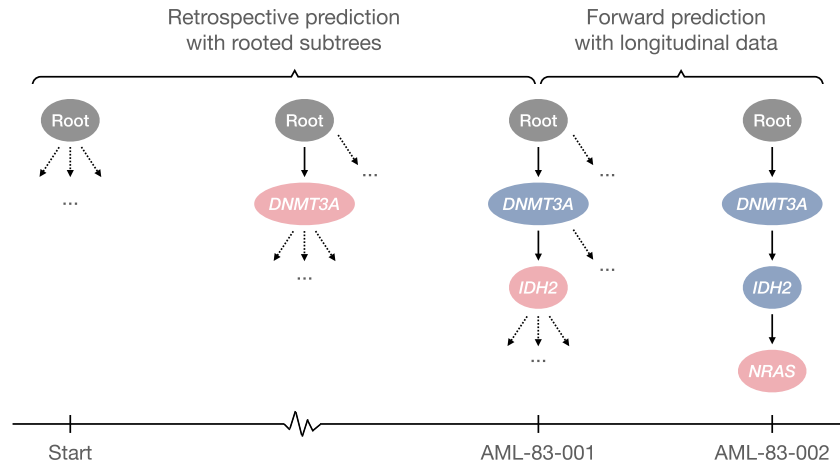 Retrospective prediction
with rooted subtrees
Forward prediction
with longitudinal data
Root
Root
Root
Root
...
...
...
DNMT3A
DNMT3A
DNMT3A
...
...
IDH2
IDH2
...
NRAS
Start
AML-83-001
AML-83-002